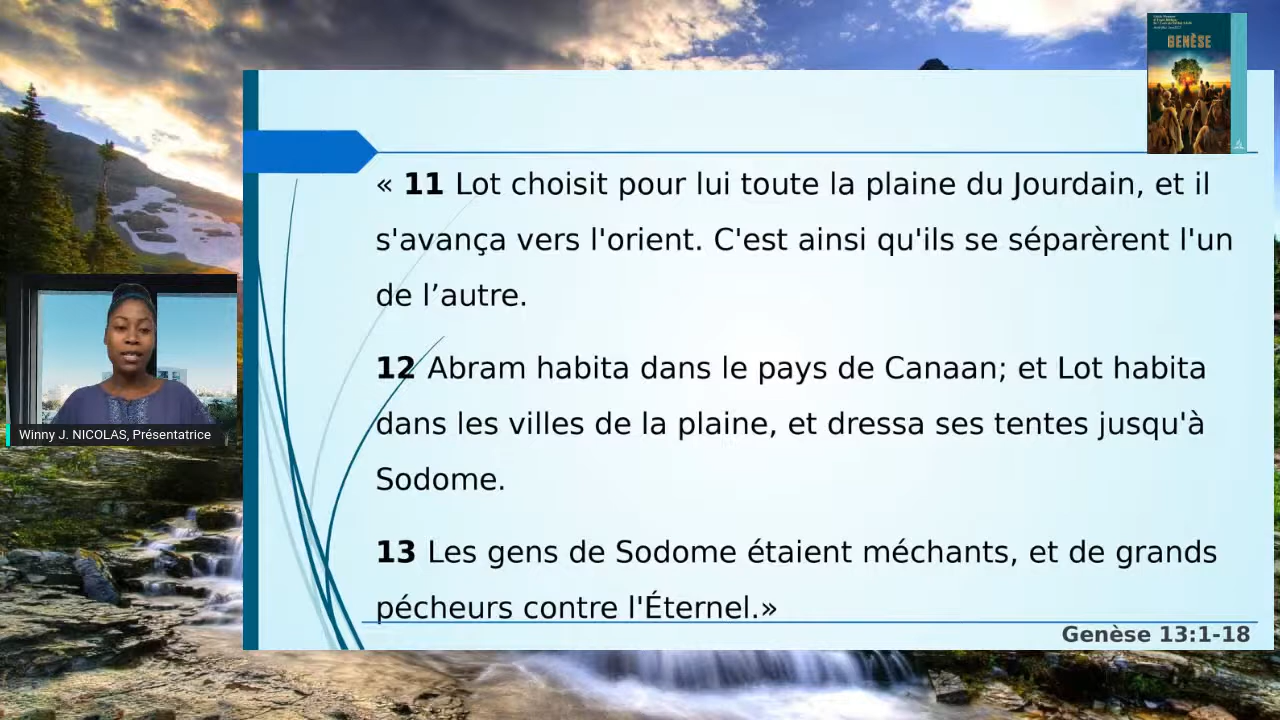 GENÈSE
« 11 Lot choisit pour lui toute la plaine du Jourdain, et il
s'avança vers l'orient. C'est ainsi qu'ils se séparèrent l'un
de l’autre.
12 Abram habita dans le pays de Canaan; et Lot habita
dans les villes de la plaine, et dressa ses tentes jusqu'à
Sodome.
13 Les gens de Sodome étaient méchants, et de grands
pécheurs contre l'Éternel.»
Genèse 13:1-18
Winny J. NICOLAS, Présentatrice